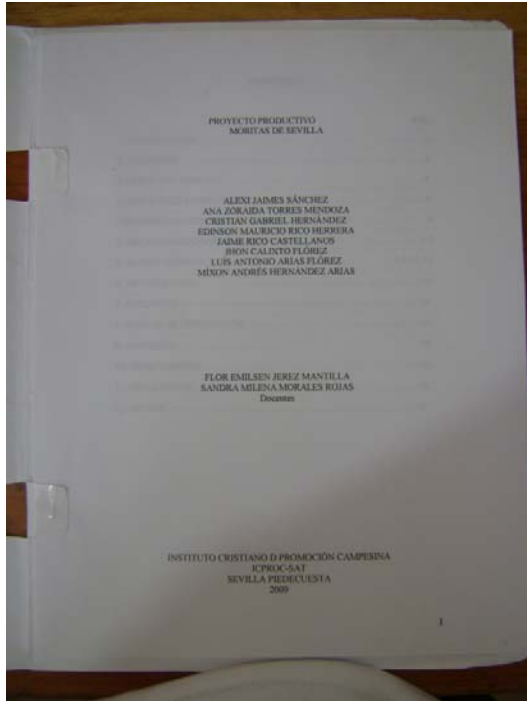 PROYECTO PRODUCTIVO
MORITAS DE SEVILLA
ALEXI JAIMES SÁNCHEZ
ANA ZORAIDA TORRES MENDOZA
CRISTIAN GABRIEL HERNÁNDEZ
EDINSON MAURICIO RICO HERRERA
JAIME RICO CASTELLANOS
JHON CALIXTO FLÓREZ
LUIS ANTONIO ARIAS FLÓREZ
MIXON ANDRÉS HERNÁNDEZ ARIAS
FLOR EMILSEN JEREZ MANTILLA
SANDRA MILENA MORALES ROJAS
Docentes
INSTITUTO CRISTIANO D PROMOCIÓN CAMPESINA
ICPROC-SAT
SEVILLA PIEDECUESTA
2009
1